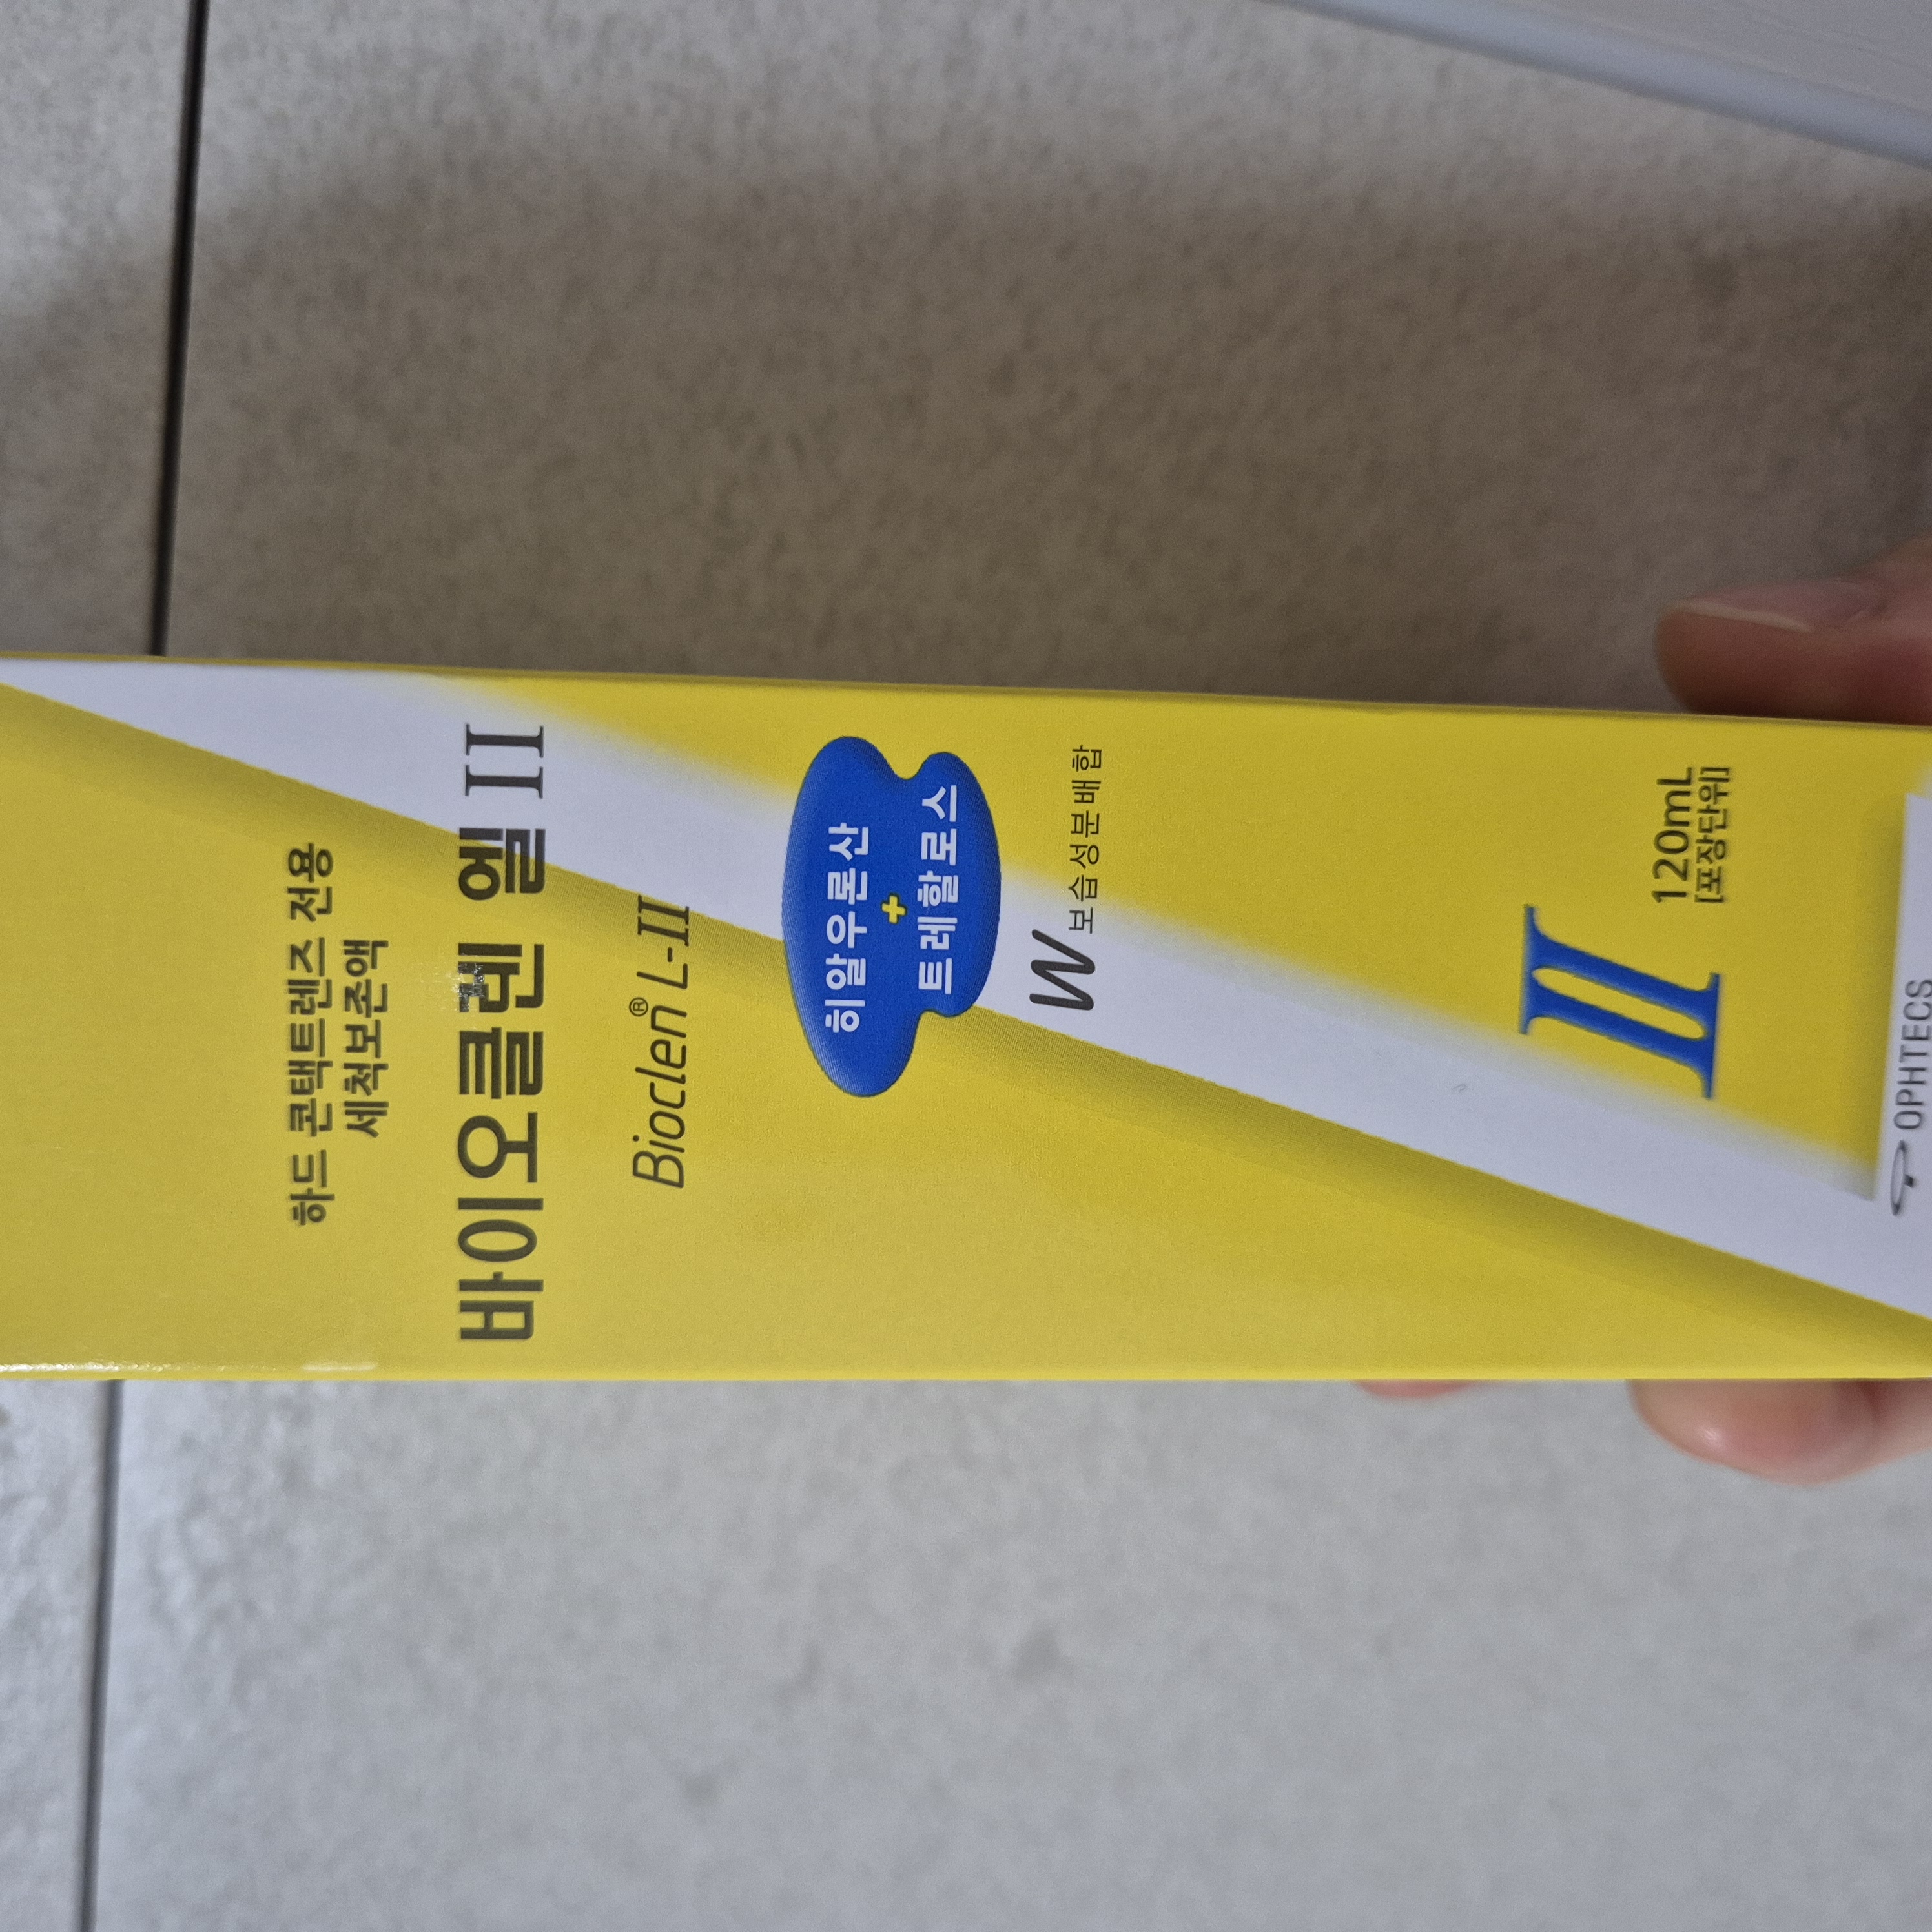 하드 콘택트렌즈 전용
세척보존액
바이오클렌 엘 II
Bioclen® L-II
히알우론산
+
트레할로스
W 보습성분배합
II
120mL
[포장단위]
OPHTECS